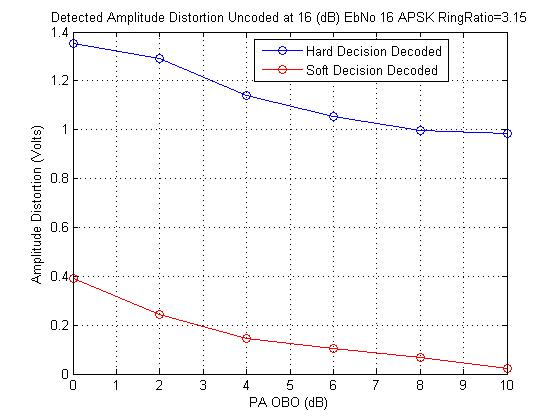 Detected Amplitude Distortion Uncoded at 16 (dB) EbNo 16 APSK RingRatio=3.15
Hard Decision Decoded
Soft Decision Decoded
Amplitude Distortion (Volts)
1.4
1.2
1
0.8
0.6
0.4
0.2
0
0 1 2 3 4 5 6 7 8 9 10
PA OBO (dB)